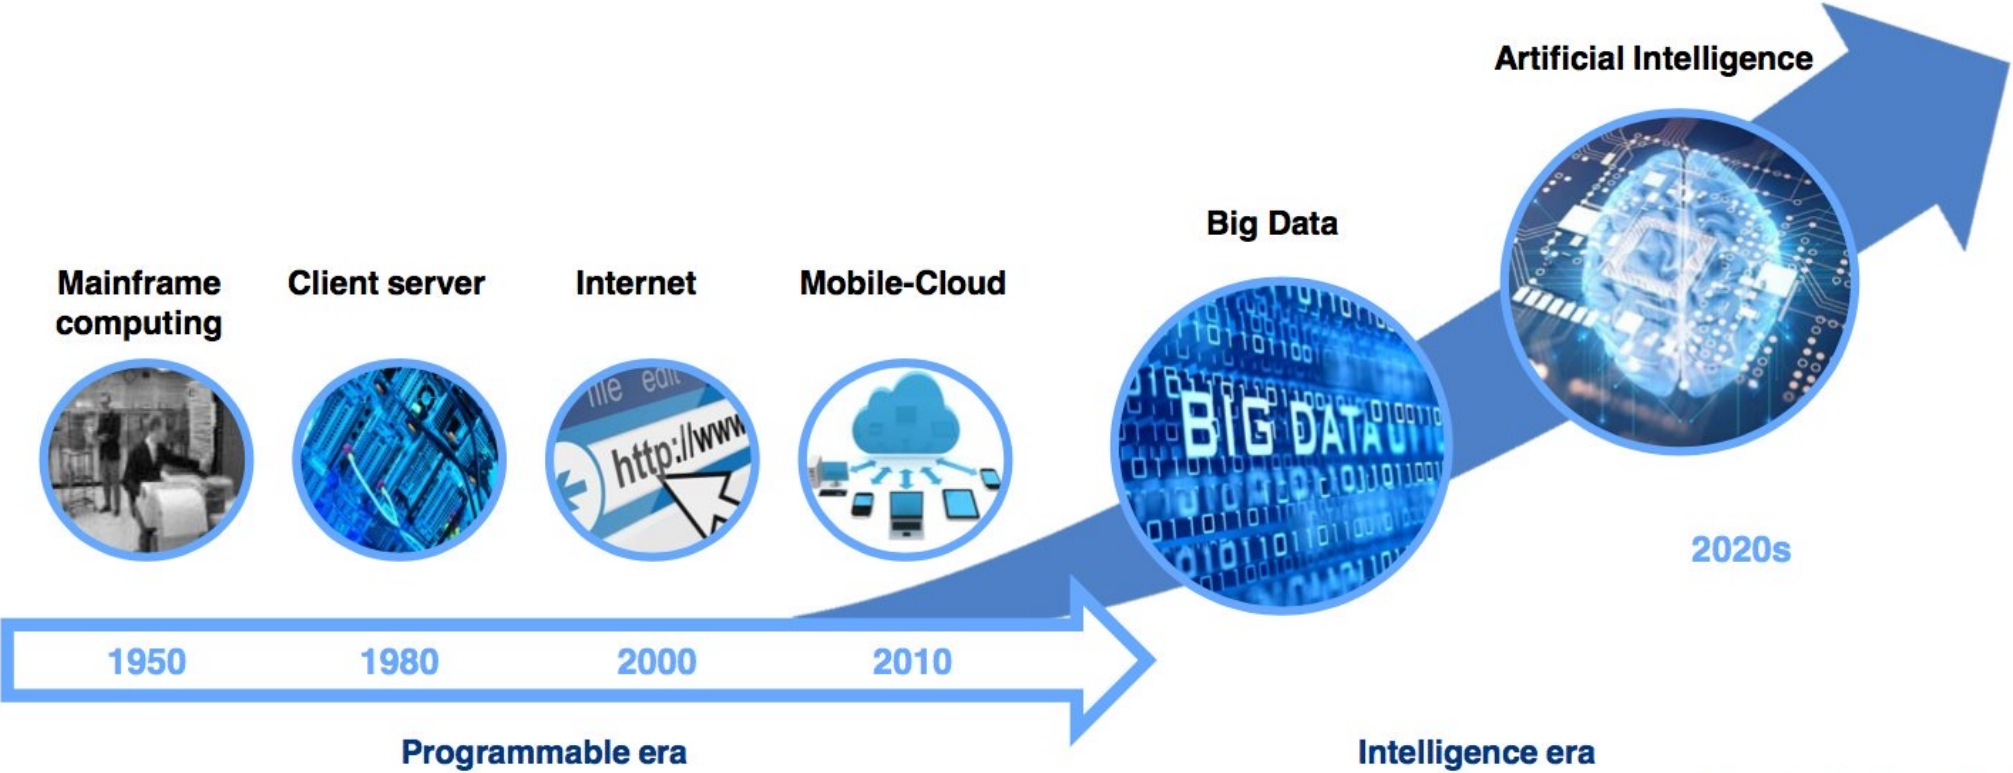 Artificial Intelligence
Big Data
Mainframe
computing
Client server
Internet
Mobile-Cloud
file edit
http://www
BIG DATA
2020s
1950
1980
2000
2010
Programmable era
Intelligence era